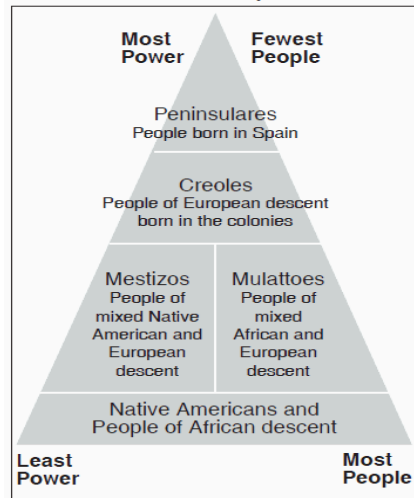 Most Fewest
Power People
Peninsulares
People born in Spain
Creoles
People of European descent
born in the colonies
Mestizos
People of
mixed Native
American and
European
descent
Mulattoes
People of
mixed
African and
European
descent
Native Americans and
People of African descent
Least Most
Power People